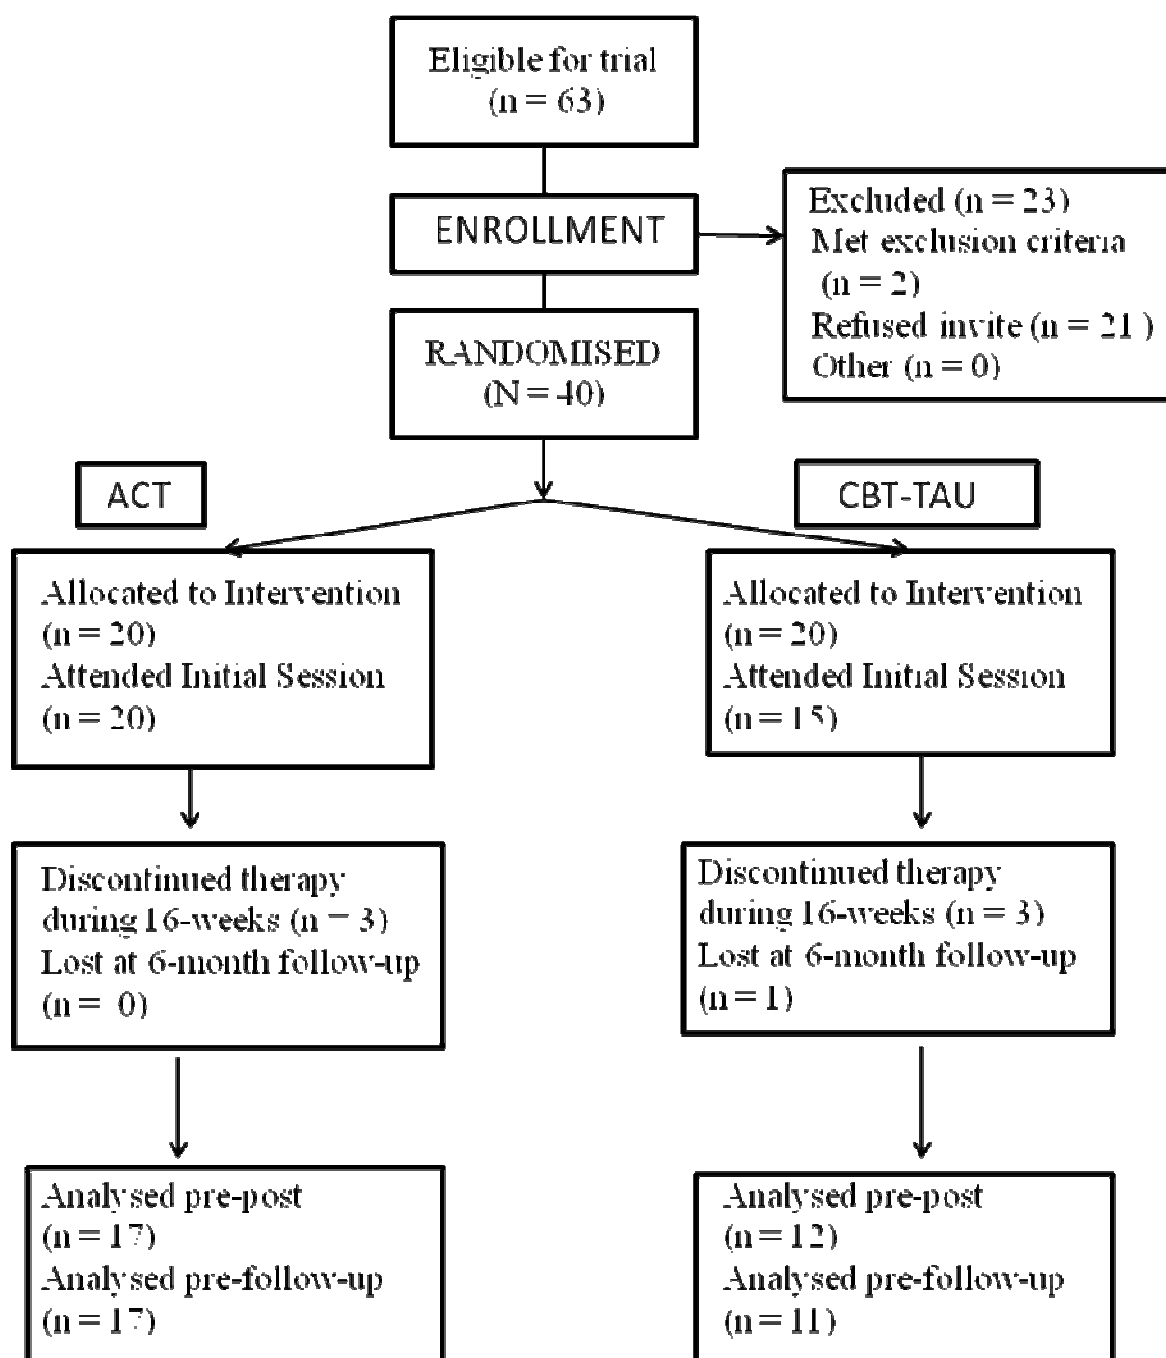 Eligible for trial
(n = 63)
ENROLLMENT
Excluded (n = 23)
Met exclusion criteria
(n = 2)
Refused invite (n = 21 )
Other (n = 0)
RANDOMISED
(N = 40)
ACT
CBT-TAU
Allocated to Intervention
(n = 20)
Attended Initial Session
(n = 20)
Allocated to Intervention
(n = 20)
Attended Initial Session
(n = 15)
Discontinued therapy
during 16-weeks (n = 3)
Lost at 6-month follow-up
(n = 0)
Discontinued therapy
during 16-weeks (n = 3)
Lost at 6-month follow-up
(n = 1)
Analysed pre-post
(n = 17)
Analysed pre-follow-up
(n = 17)
Analysed pre-post
(n = 12)
Analysed pre-follow-up
(n = 11)